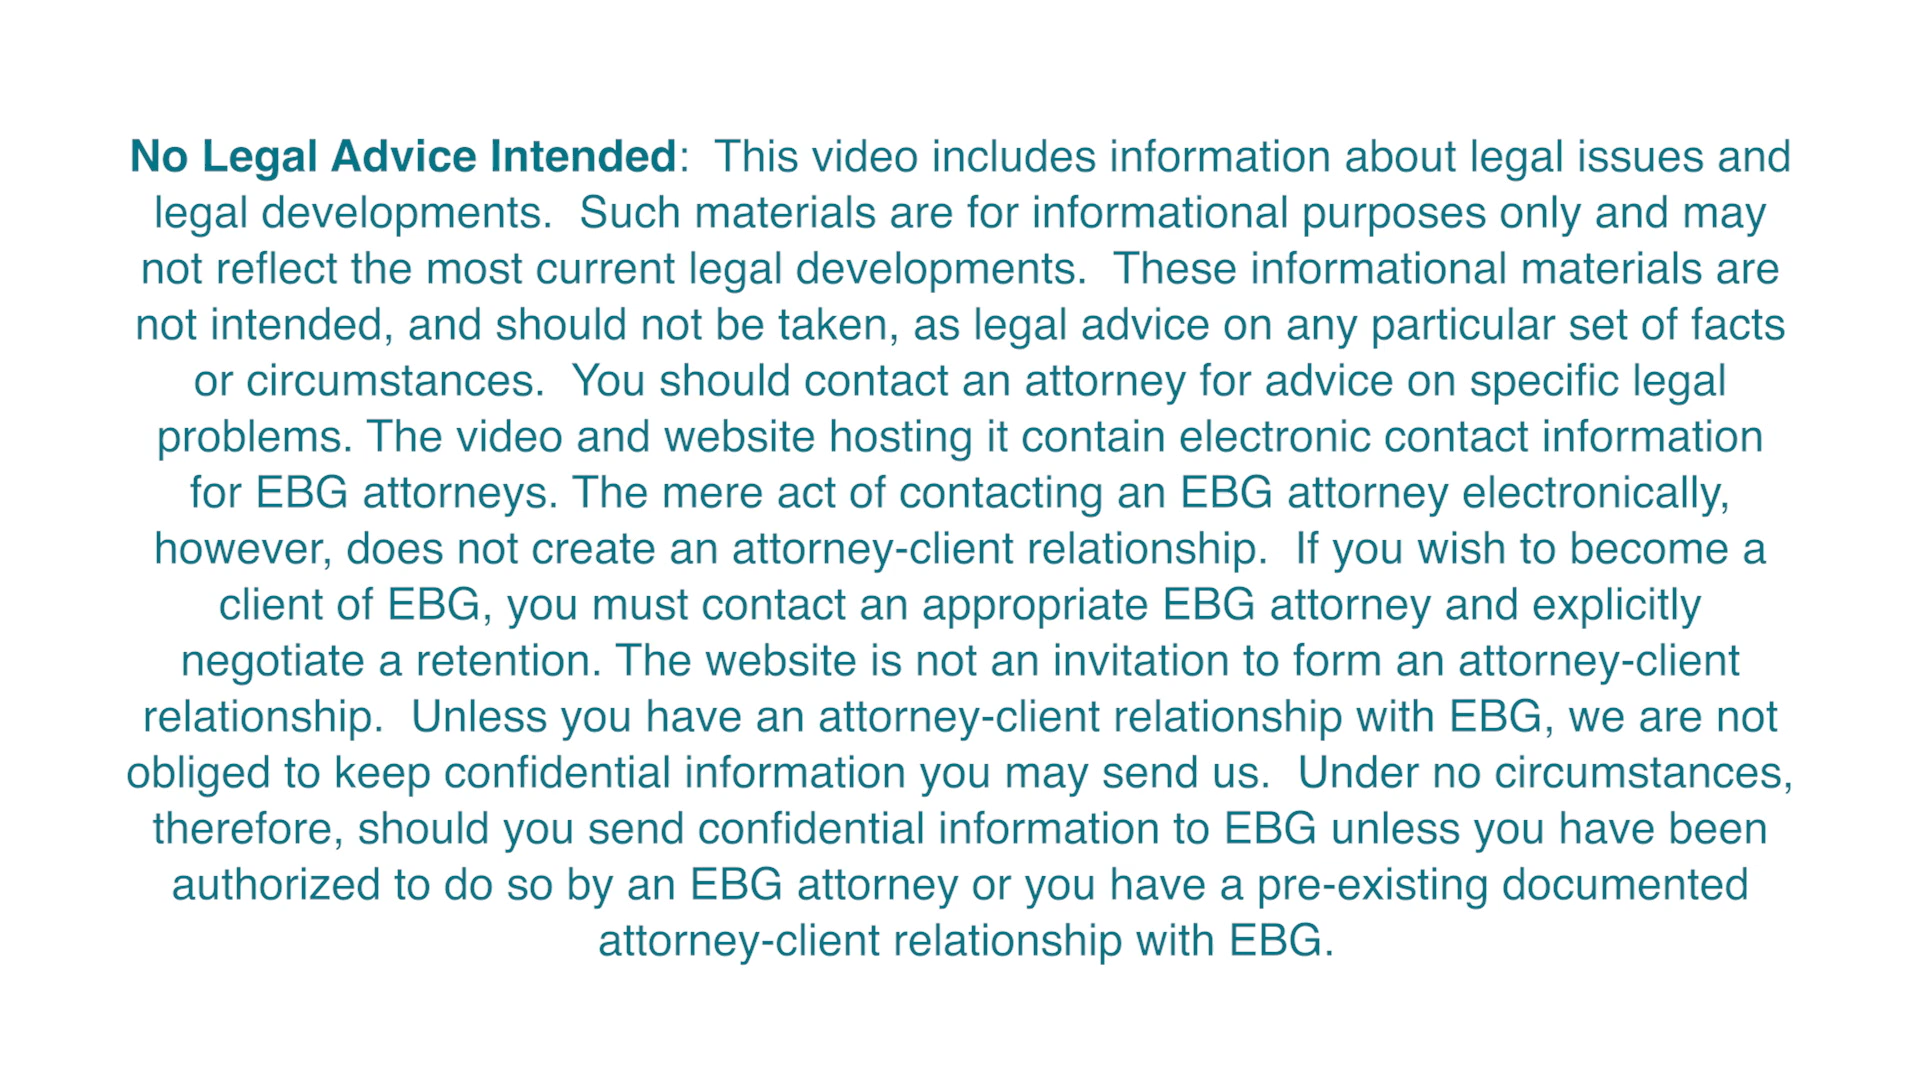 No Legal Advice Intended:  This video includes information about legal issues and
legal developments.  Such materials are for informational purposes only and may
not reflect the most current legal developments.  These informational materials are
not intended, and should not be taken, as legal advice on any particular set of facts
or circumstances.  You should contact an attorney for advice on specific legal
problems. The video and website hosting it contain electronic contact information
for EBG attorneys. The mere act of contacting an EBG attorney electronically,
however, does not create an attorney-client relationship.  If you wish to become a
client of EBG, you must contact an appropriate EBG attorney and explicitly
negotiate a retention. The website is not an invitation to form an attorney-client
relationship.  Unless you have an attorney-client relationship with EBG, we are not
obliged to keep confidential information you may send us.  Under no circumstances,
therefore, should you send confidential information to EBG unless you have been
authorized to do so by an EBG attorney or you have a pre-existing documented
attorney-client relationship with EBG.